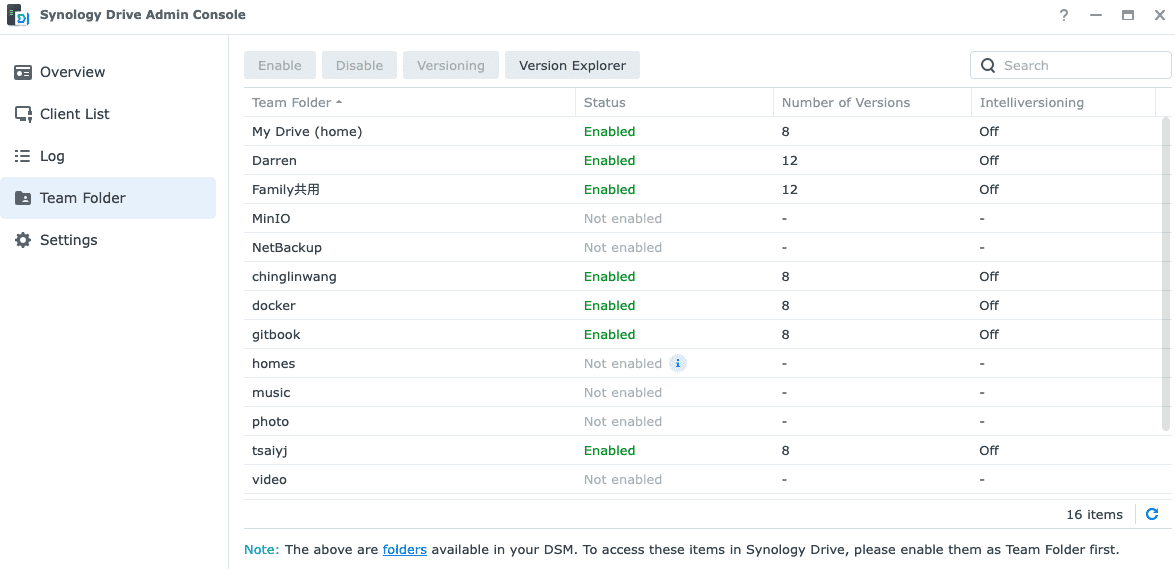 Synology Drive Admin Console
?
Overview
Client List
Log
Team Folder
Settings
Enable Disable Versioning Version Explorer Search
Team Folder Status Number of Versions Intelliversioning
My Drive (home) Enabled 8 Off
Darren Enabled 12 Off
Family共用 Enabled 12 Off
MinIO Not enabled - -
NetBackup Not enabled - -
chinglinwang Enabled 8 Off
docker Enabled 8 Off
gitbook Enabled 8 Off
homes Not enabled i - -
music Not enabled - -
photo Not enabled - -
tsaiyj Enabled 8 Off
video Not enabled - -
16 items
Note: The above are folders available in your DSM. To access these items in Synology Drive, please enable them as Team Folder first.